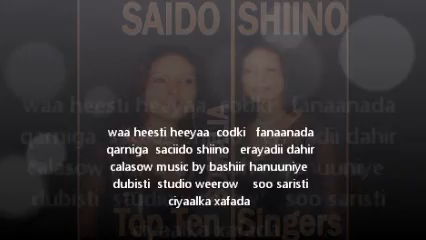 SAIDO SHIINO
waa heesti heeyaa codki fanaanada
qarniga saciido shiino erayadii dahir
calasow music by bashiir hanuuniye
dubisti studio weerow soo saristi
ciyaalka xafada
Top Ten Singers